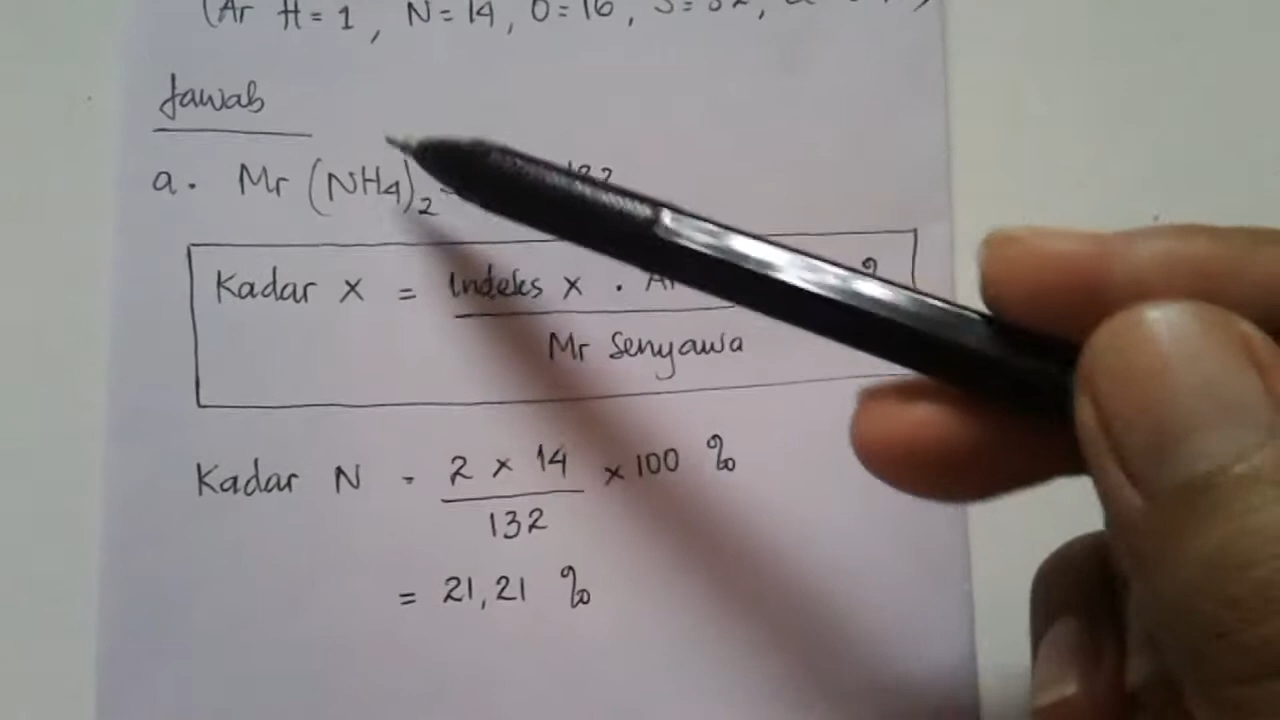 (Ar H = 1 , N = 14 , O = 16 ,
Jawab
a. Mr (NH4)2
Kadar X = Indeks X . Ar %
Mr Senyawa
Kadar N = 2 x 14 x 100 %
132
= 21,21 %